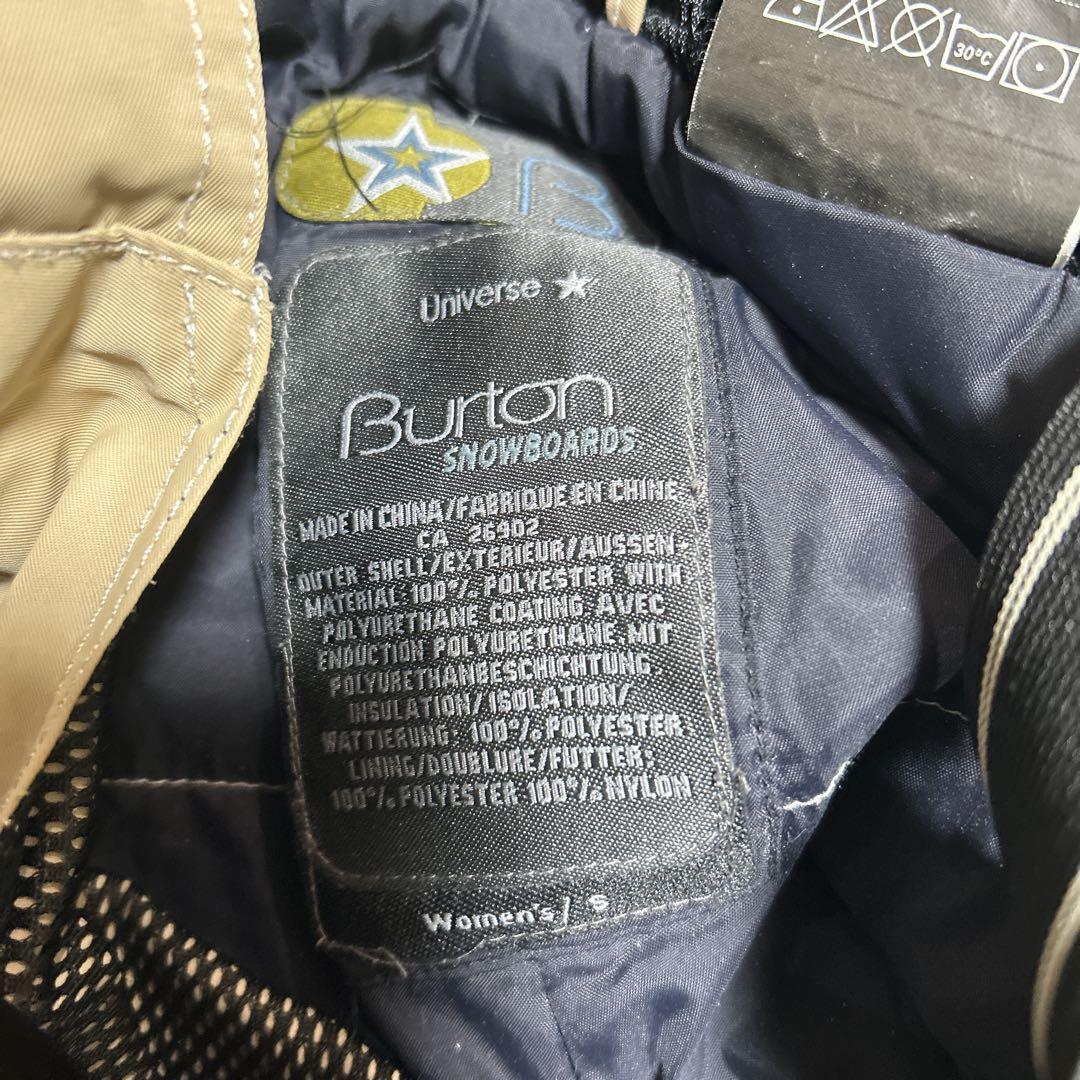 30°C
B
Universe
Burton
SNOWBOARDS
MADE IN CHINA/FABRIQUE EN CHINE
CA 26902
OUTER SHELL/EXTERIEUR/AUSSEN-
MATERIAL 100% POLYESTER WITH
POLYURETHANE COATING AVEC
ENDUCTION POLYURETHANE MIT
POLYURETHANBESCHICHTUNG
INSULATION/ISOLATION/
WATTIERUNG 100% POLYESTER
LINING/DOUBLURE/FUTTER:
100% POLYESTER 100% NYLON
Women's/ S